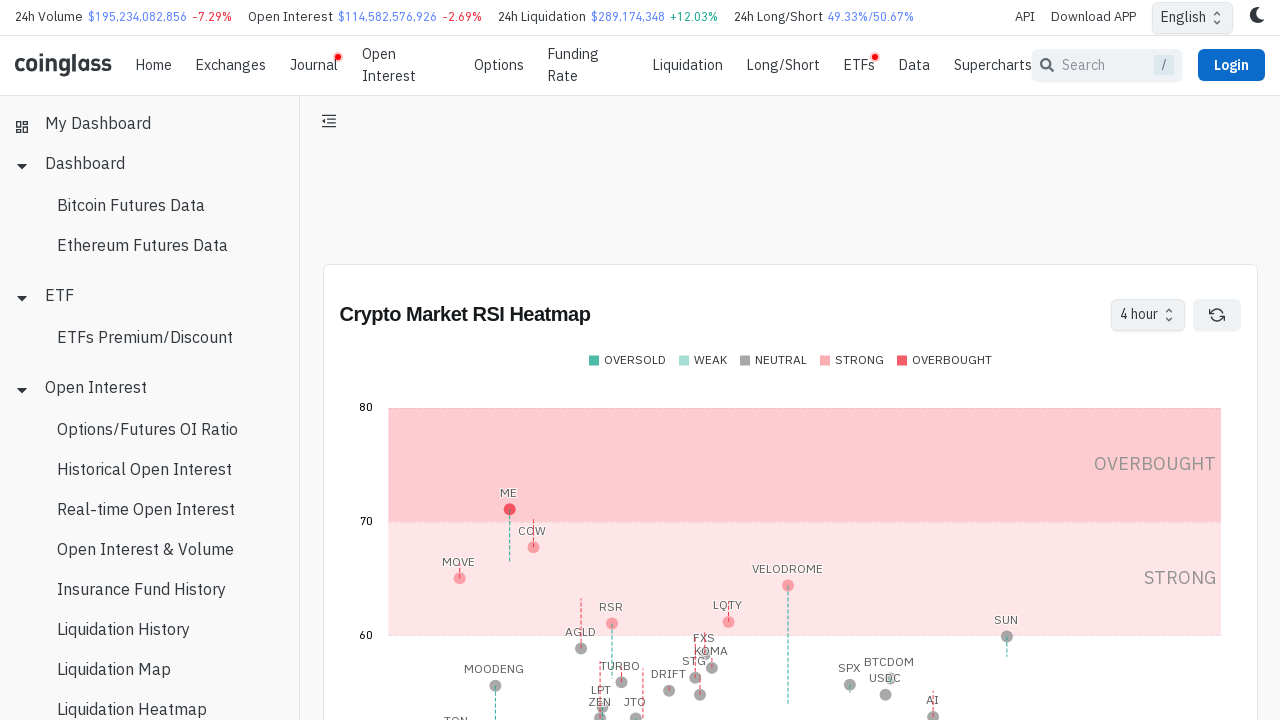 24h Volume $195,234,082,856 -7.29% Open Interest $114,582,576,926 -2.69% 24h Liquidation $289,174,348 +12.03% 24h Long/Short 49.33%/50.67% API Download APP English
coinglass Home Exchanges Journal Open Interest Options Funding Rate Liquidation Long/Short ETFs Data Supercharts Search / Login
My Dashboard
Dashboard
Bitcoin Futures Data
Ethereum Futures Data
ETF
ETFs Premium/Discount
Open Interest
Options/Futures OI Ratio
Historical Open Interest
Real-time Open Interest
Open Interest & Volume
Insurance Fund History
Liquidation History
Liquidation Map
Liquidation Heatmap
Crypto Market RSI Heatmap 4 hour
OVERSOLD WEAK NEUTRAL STRONG OVERBOUGHT
80
OVERBOUGHT
ME
70
COW
MOVE
VELODROME
STRONG
RSR LQTY
SUN
AGLD
60
FXS
KOMA
STG
BTCDOM
MOODENG TURBO DRIFT SPX
USDC
LPT
ZEN JTO AI
TON